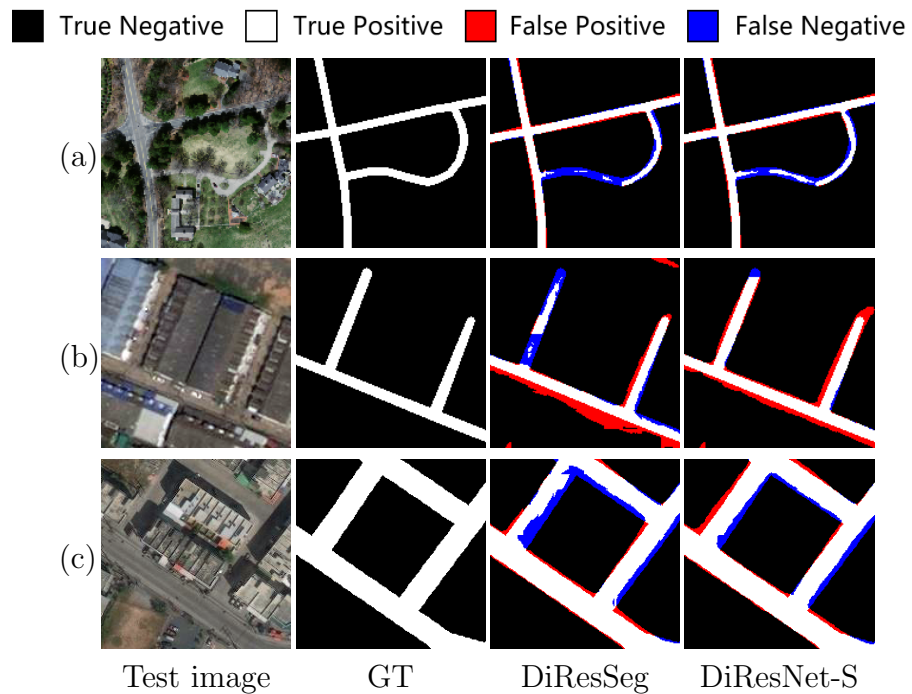 True Negative True Positive False Positive False Negative
(a)
(b)
(c)
Test image GT DiResSeg DiResNet-S